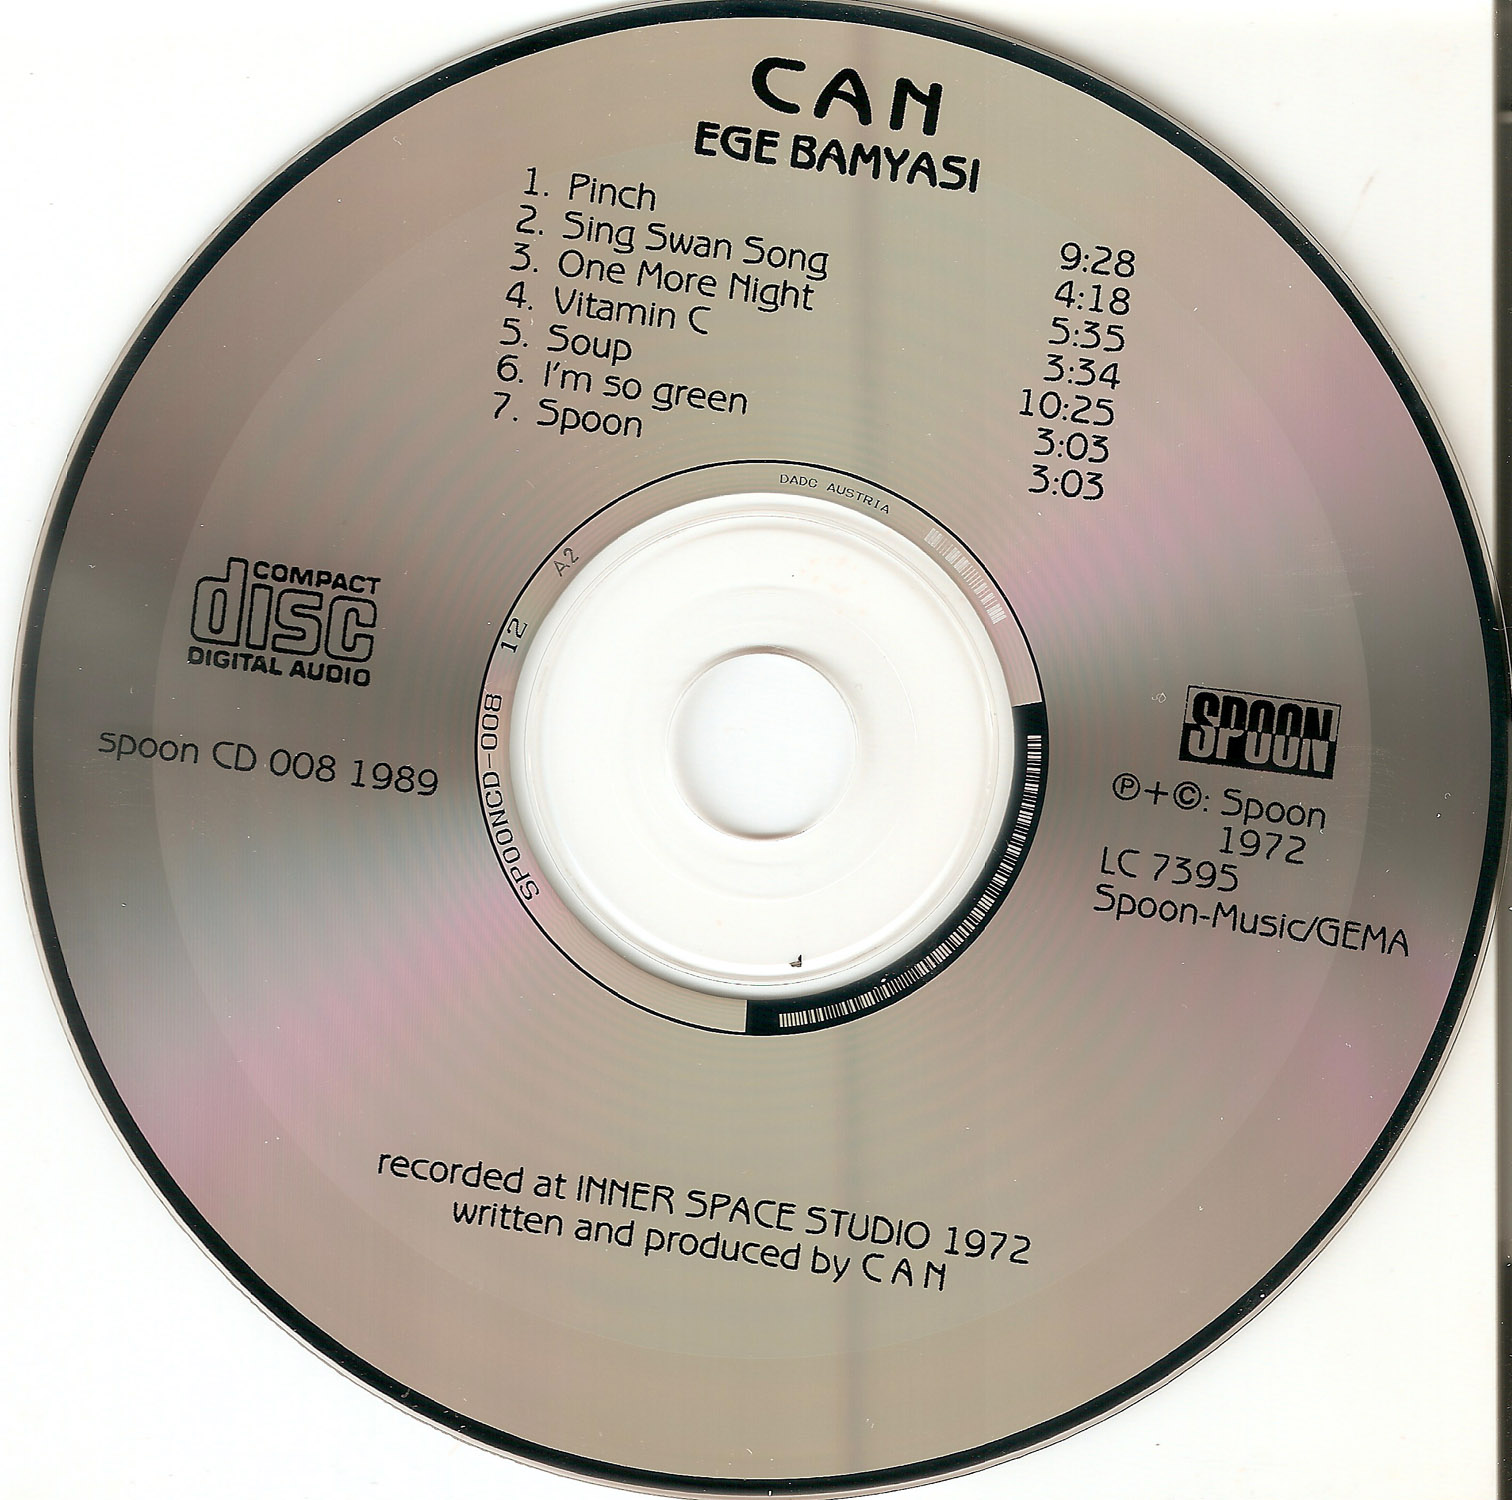 CAN
EGE BAMYASI
1. Pinch 9:28
2. Sing Swan Song 4:18
3. One More Night 5:35
4. Vitamin C 3:34
5. Soup 10:25
6. I'm so green 3:03
7. Spoon 3:03
DADC AUSTRIA
SPOONCD-008 12 A2
COMPACT
disc
DIGITAL AUDIO
spoon CD 008 1989
SPOON
℗+©: Spoon
1972
LC 7395
Spoon-Music/GEMA
recorded at INNER SPACE STUDIO 1972
written and produced by CAN